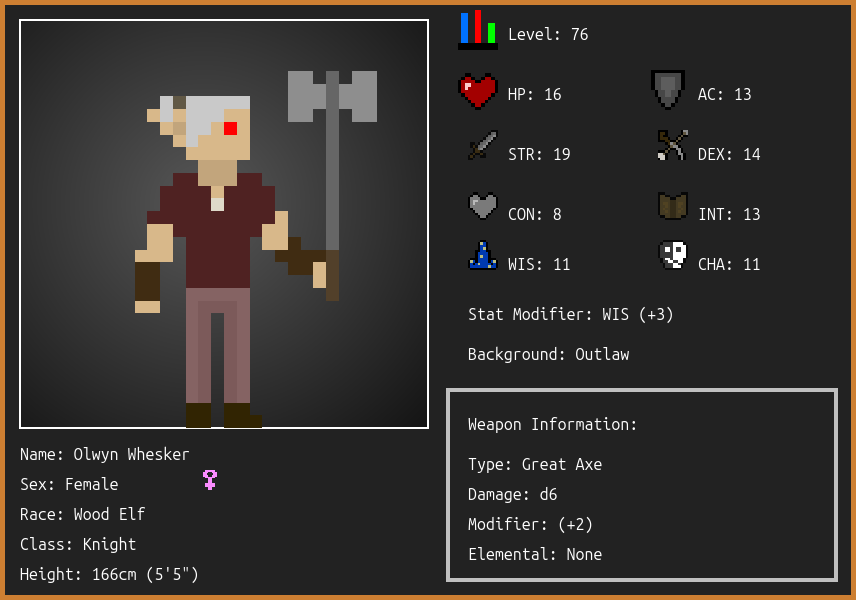 Level: 76
HP: 16
AC: 13
STR: 19
DEX: 14
CON: 8
INT: 13
WIS: 11
CHA: 11
Stat Modifier: WIS (+3)
Background: Outlaw
Weapon Information:
Type: Great Axe
Damage: d6
Modifier: (+2)
Elemental: None
Name: Olwyn Whesker
Sex: Female
Race: Wood Elf
Class: Knight
Height: 166cm (5'5")